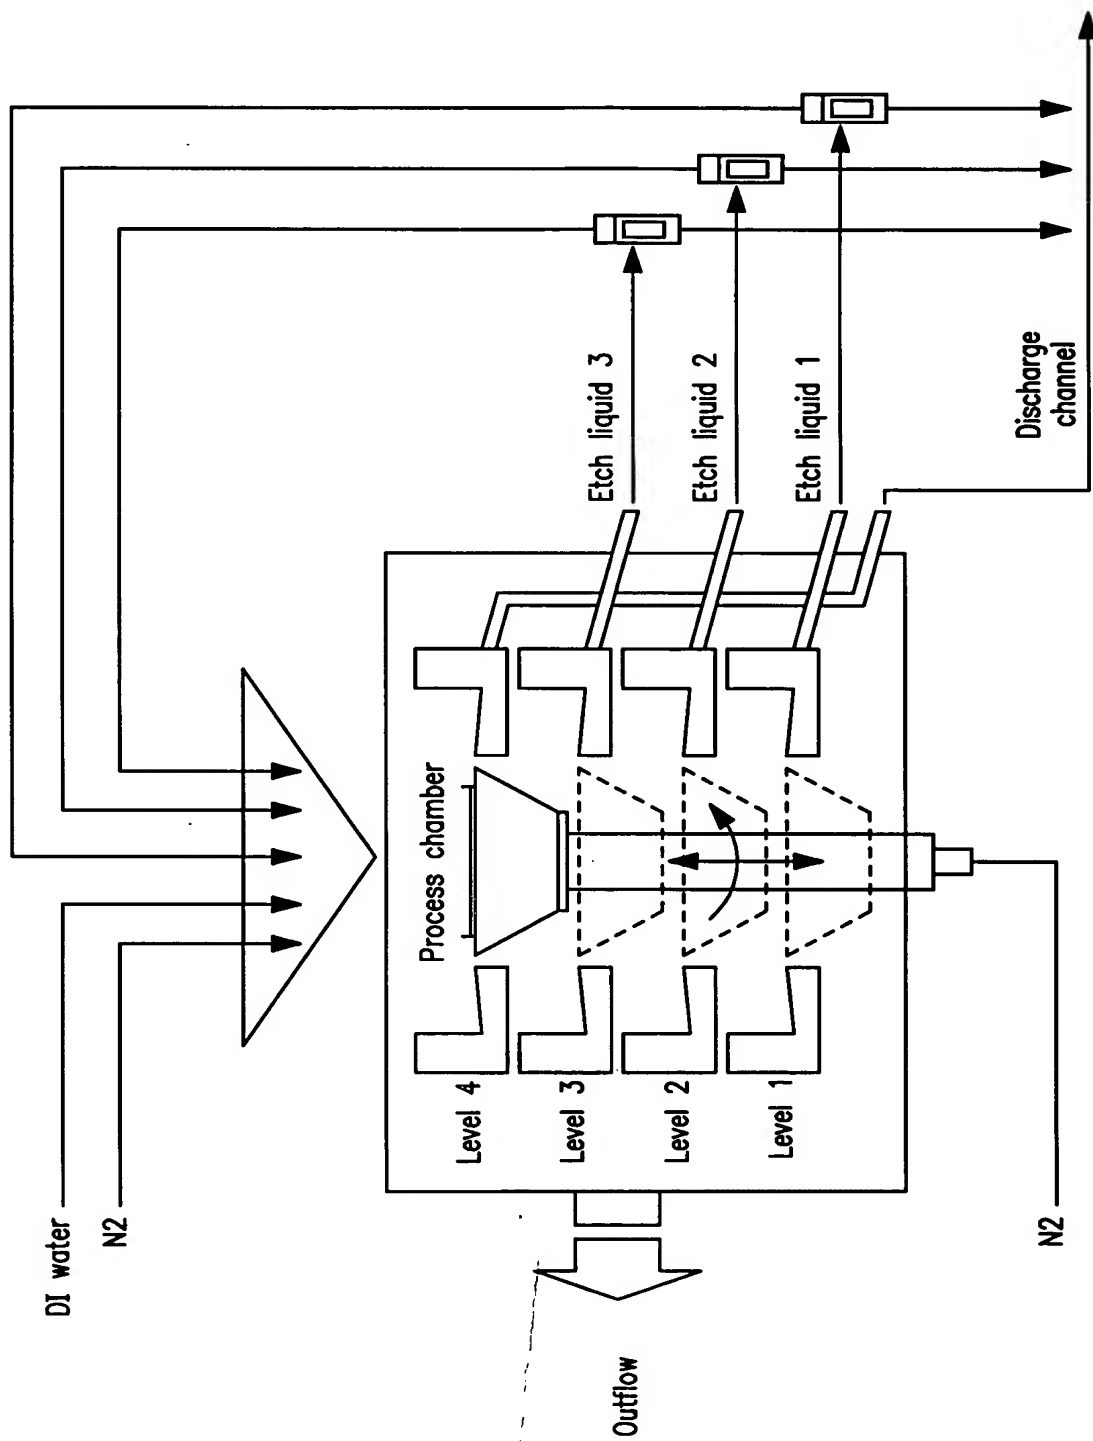 DI water
N2
Process chamber
Level 4
Level 3
Level 2
Level 1
Etch liquid 3
Etch liquid 2
Etch liquid 1
Discharge
channel
Outflow
N2